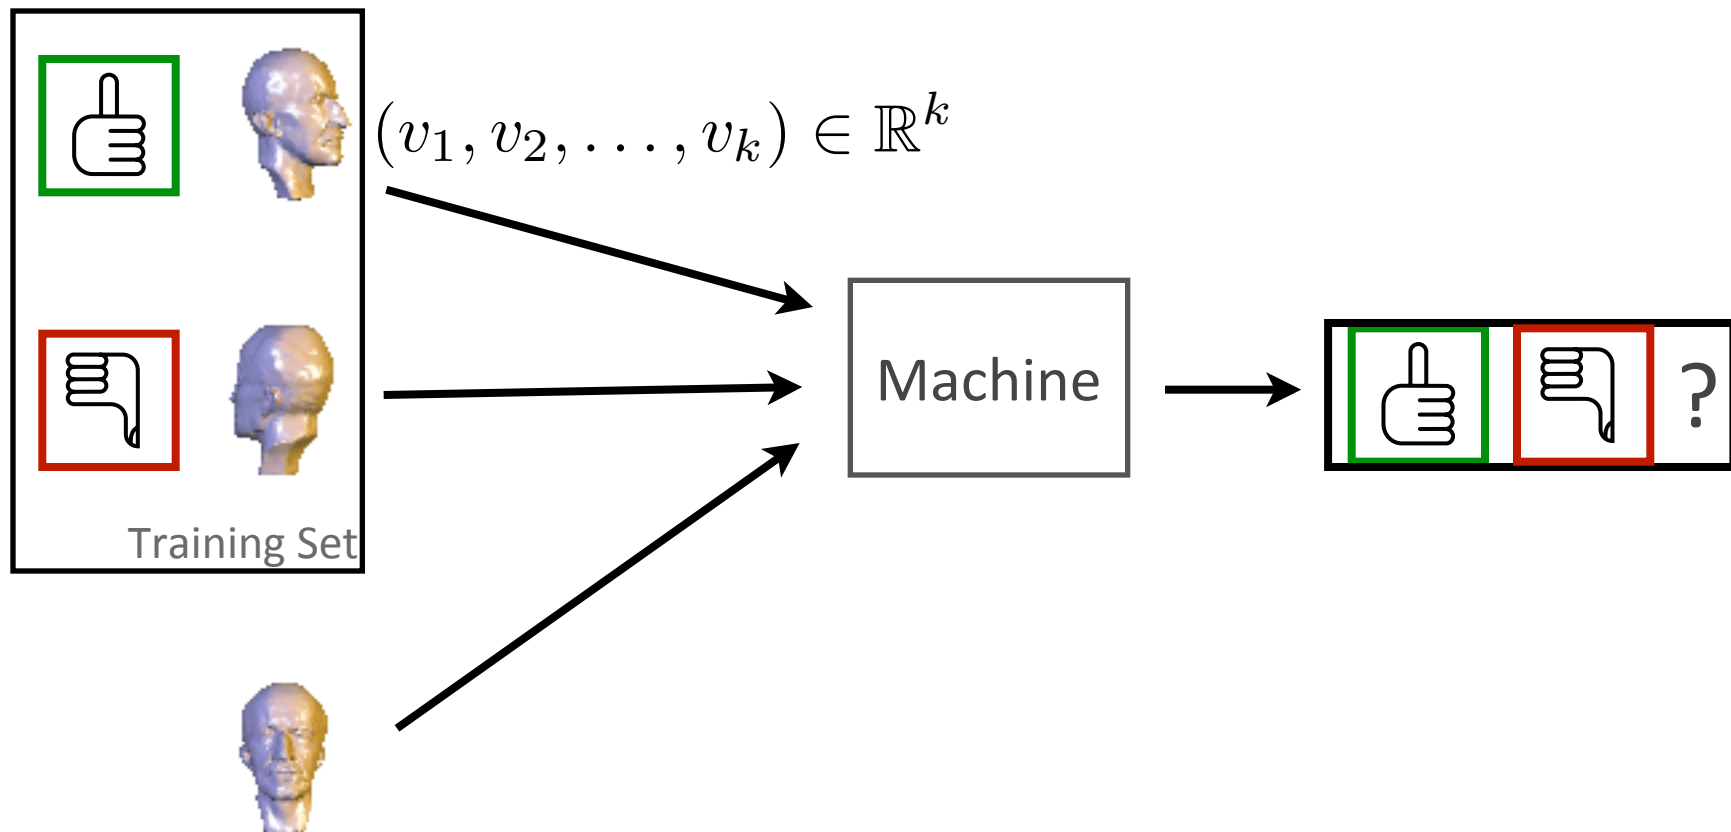 (v₁, v₂, . . . , vₖ) ∈ ℝᵏ
Machine
?
Training Set